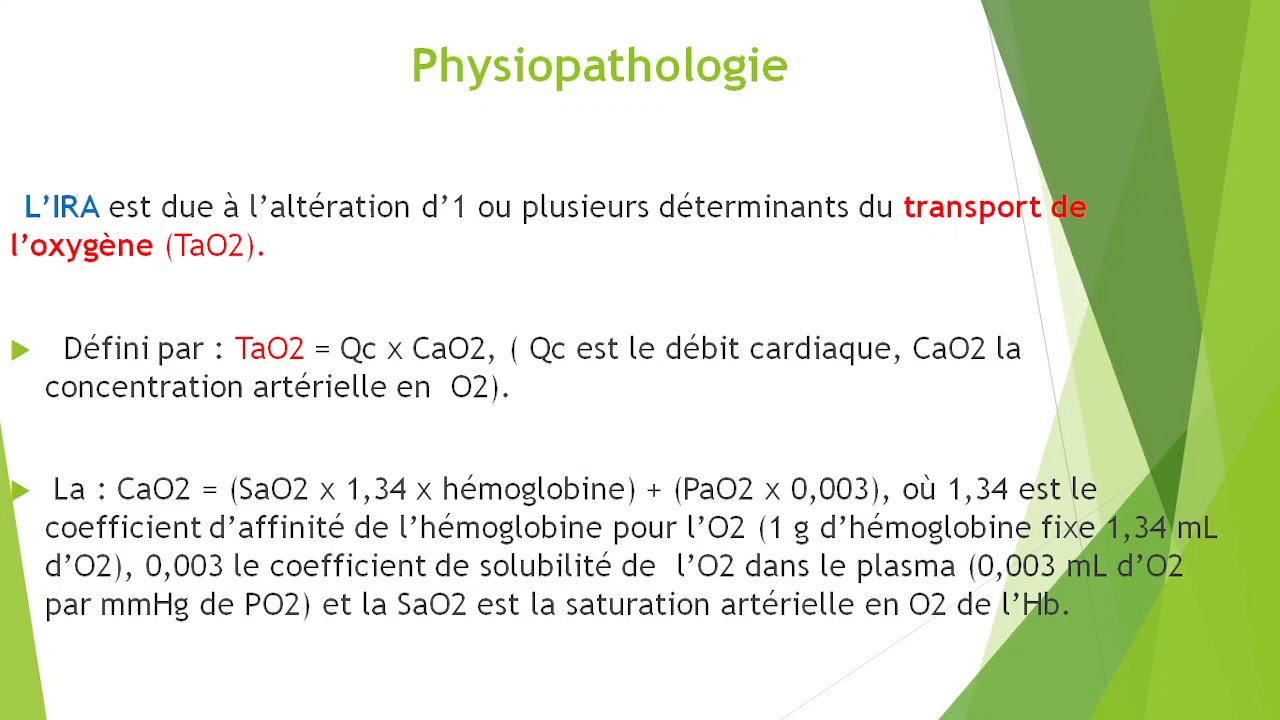 Physiopathologie
L’IRA est due à l’altération d’1 ou plusieurs déterminants du transport de
l’oxygène (TaO2).
Défini par : TaO2 = Qc x CaO2, ( Qc est le débit cardiaque, CaO2 la
concentration artérielle en O2).
La : CaO2 = (SaO2 x 1,34 x hémoglobine) + (PaO2 x 0,003), où 1,34 est le
coefficient d’affinité de l’hémoglobine pour l’O2 (1 g d’hémoglobine fixe 1,34 mL
d’O2), 0,003 le coefficient de solubilité de l’O2 dans le plasma (0,003 mL d’O2
par mmHg de PO2) et la SaO2 est la saturation artérielle en O2 de l’Hb.